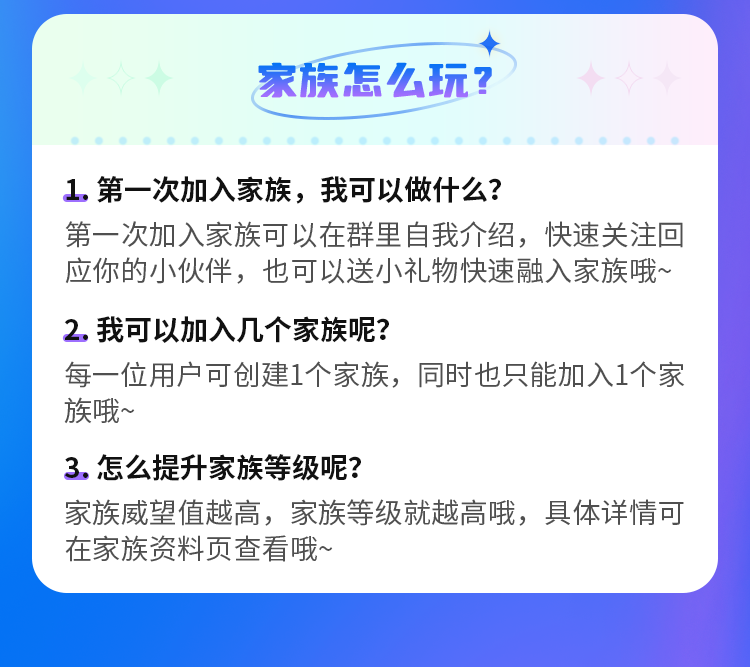 家族怎么玩?
1. 第一次加入家族，我可以做什么?
第一次加入家族可以在群里自我介绍，快速关注回
应你的小伙伴，也可以送小礼物快速融入家族哦~
2. 我可以加入几个家族呢?
每一位用户可创建1个家族，同时也只能加入1个家
族哦~
3. 怎么提升家族等级呢?
家族威望值越高，家族等级就越高哦，具体详情可
在家族资料页查看哦~